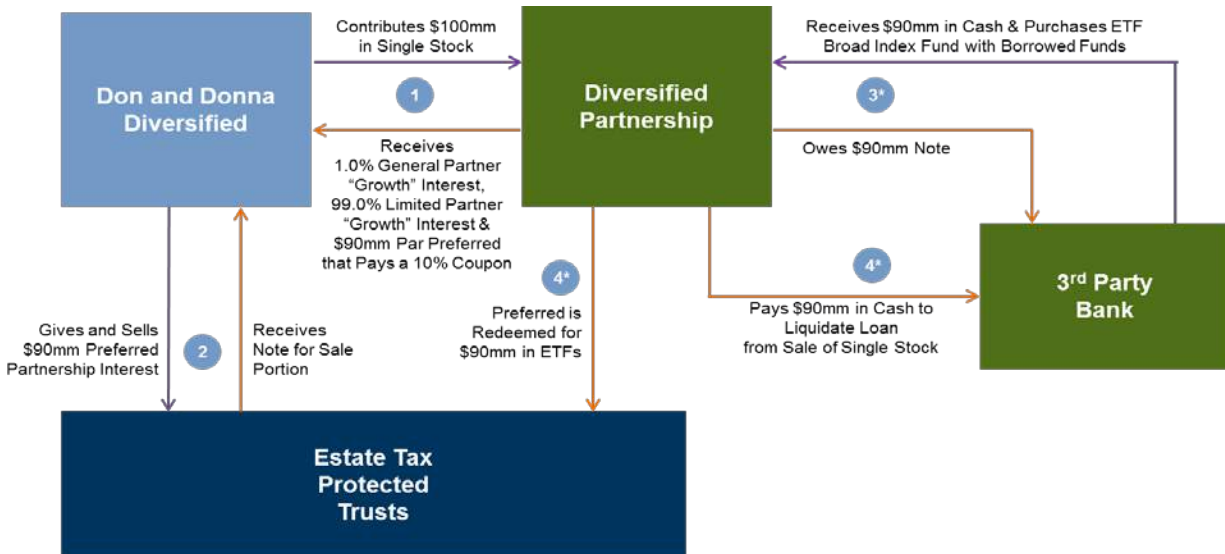 Contributes $100mm
in Single Stock
Receives $90mm in Cash & Purchases ETF
Broad Index Fund with Borrowed Funds
Don and Donna
Diversified
1
Diversified
Partnership
3*
Receives
1.0% General Partner
“Growth” Interest,
99.0% Limited Partner
“Growth” Interest &
$90mm Par Preferred
that Pays a 10% Coupon
Owes $90mm Note
4*
4*
3rd Party
Bank
Gives and Sells
$90mm Preferred
Partnership Interest
2
Receives
Note for Sale
Portion
Preferred is
Redeemed for
$90mm in ETFs
Pays $90mm in Cash to
Liquidate Loan
from Sale of Single Stock
Estate Tax
Protected
Trusts